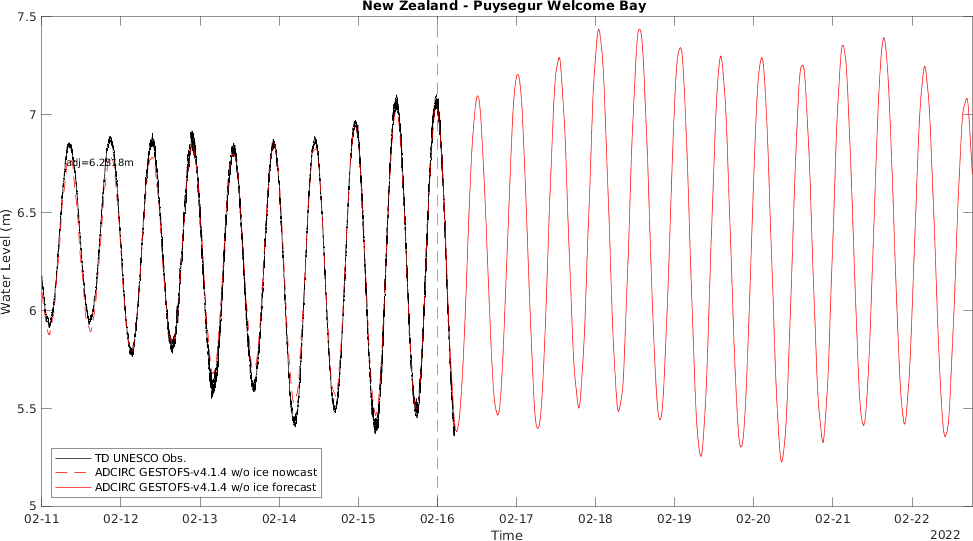 New Zealand - Puysegur Welcome Bay
7.5
7
6.5
6
5.5
5
Water Level (m)
TD UNESCO Obs.
ADCIRC GESTOFS-v4.1.4 w/o ice nowcast
ADCIRC GESTOFS-v4.1.4 w/o ice forecast
02-11 02-12 02-13 02-14 02-15 02-16 02-17 02-18 02-19 02-20 02-21 02-22
Time
2022